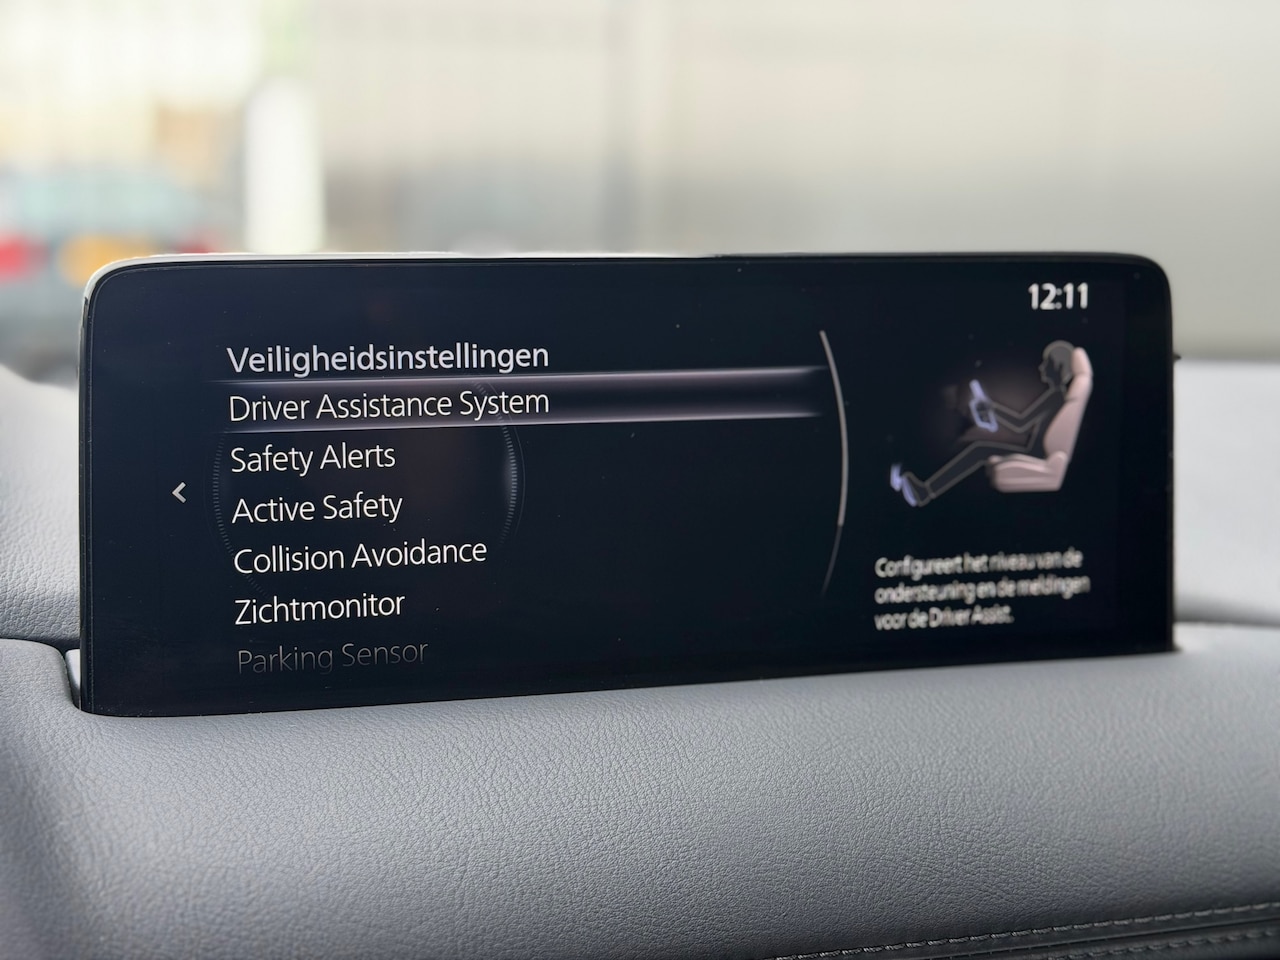 12:11
Veiligheidsinstellingen
Driver Assistance System
Safety Alerts
Active Safety
Collision Avoidance
Zichtmonitor
Parking Sensor
Configureert het niveau van de
ondersteuning en de meldingen
voor de Driver Assist.